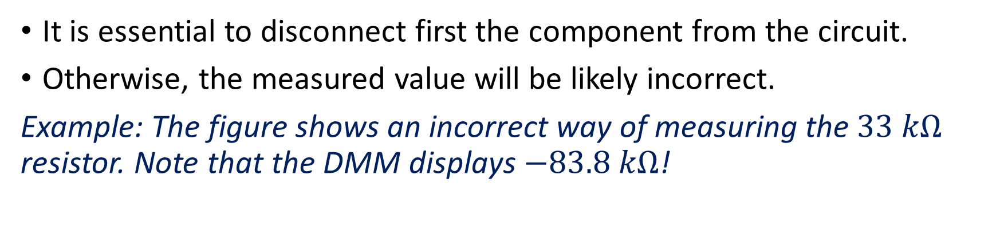 • It is essential to disconnect first the component from the circuit.
• Otherwise, the measured value will be likely incorrect.
Example: The figure shows an incorrect way of measuring the 33 kΩ
resistor. Note that the DMM displays −83.8 kΩ!